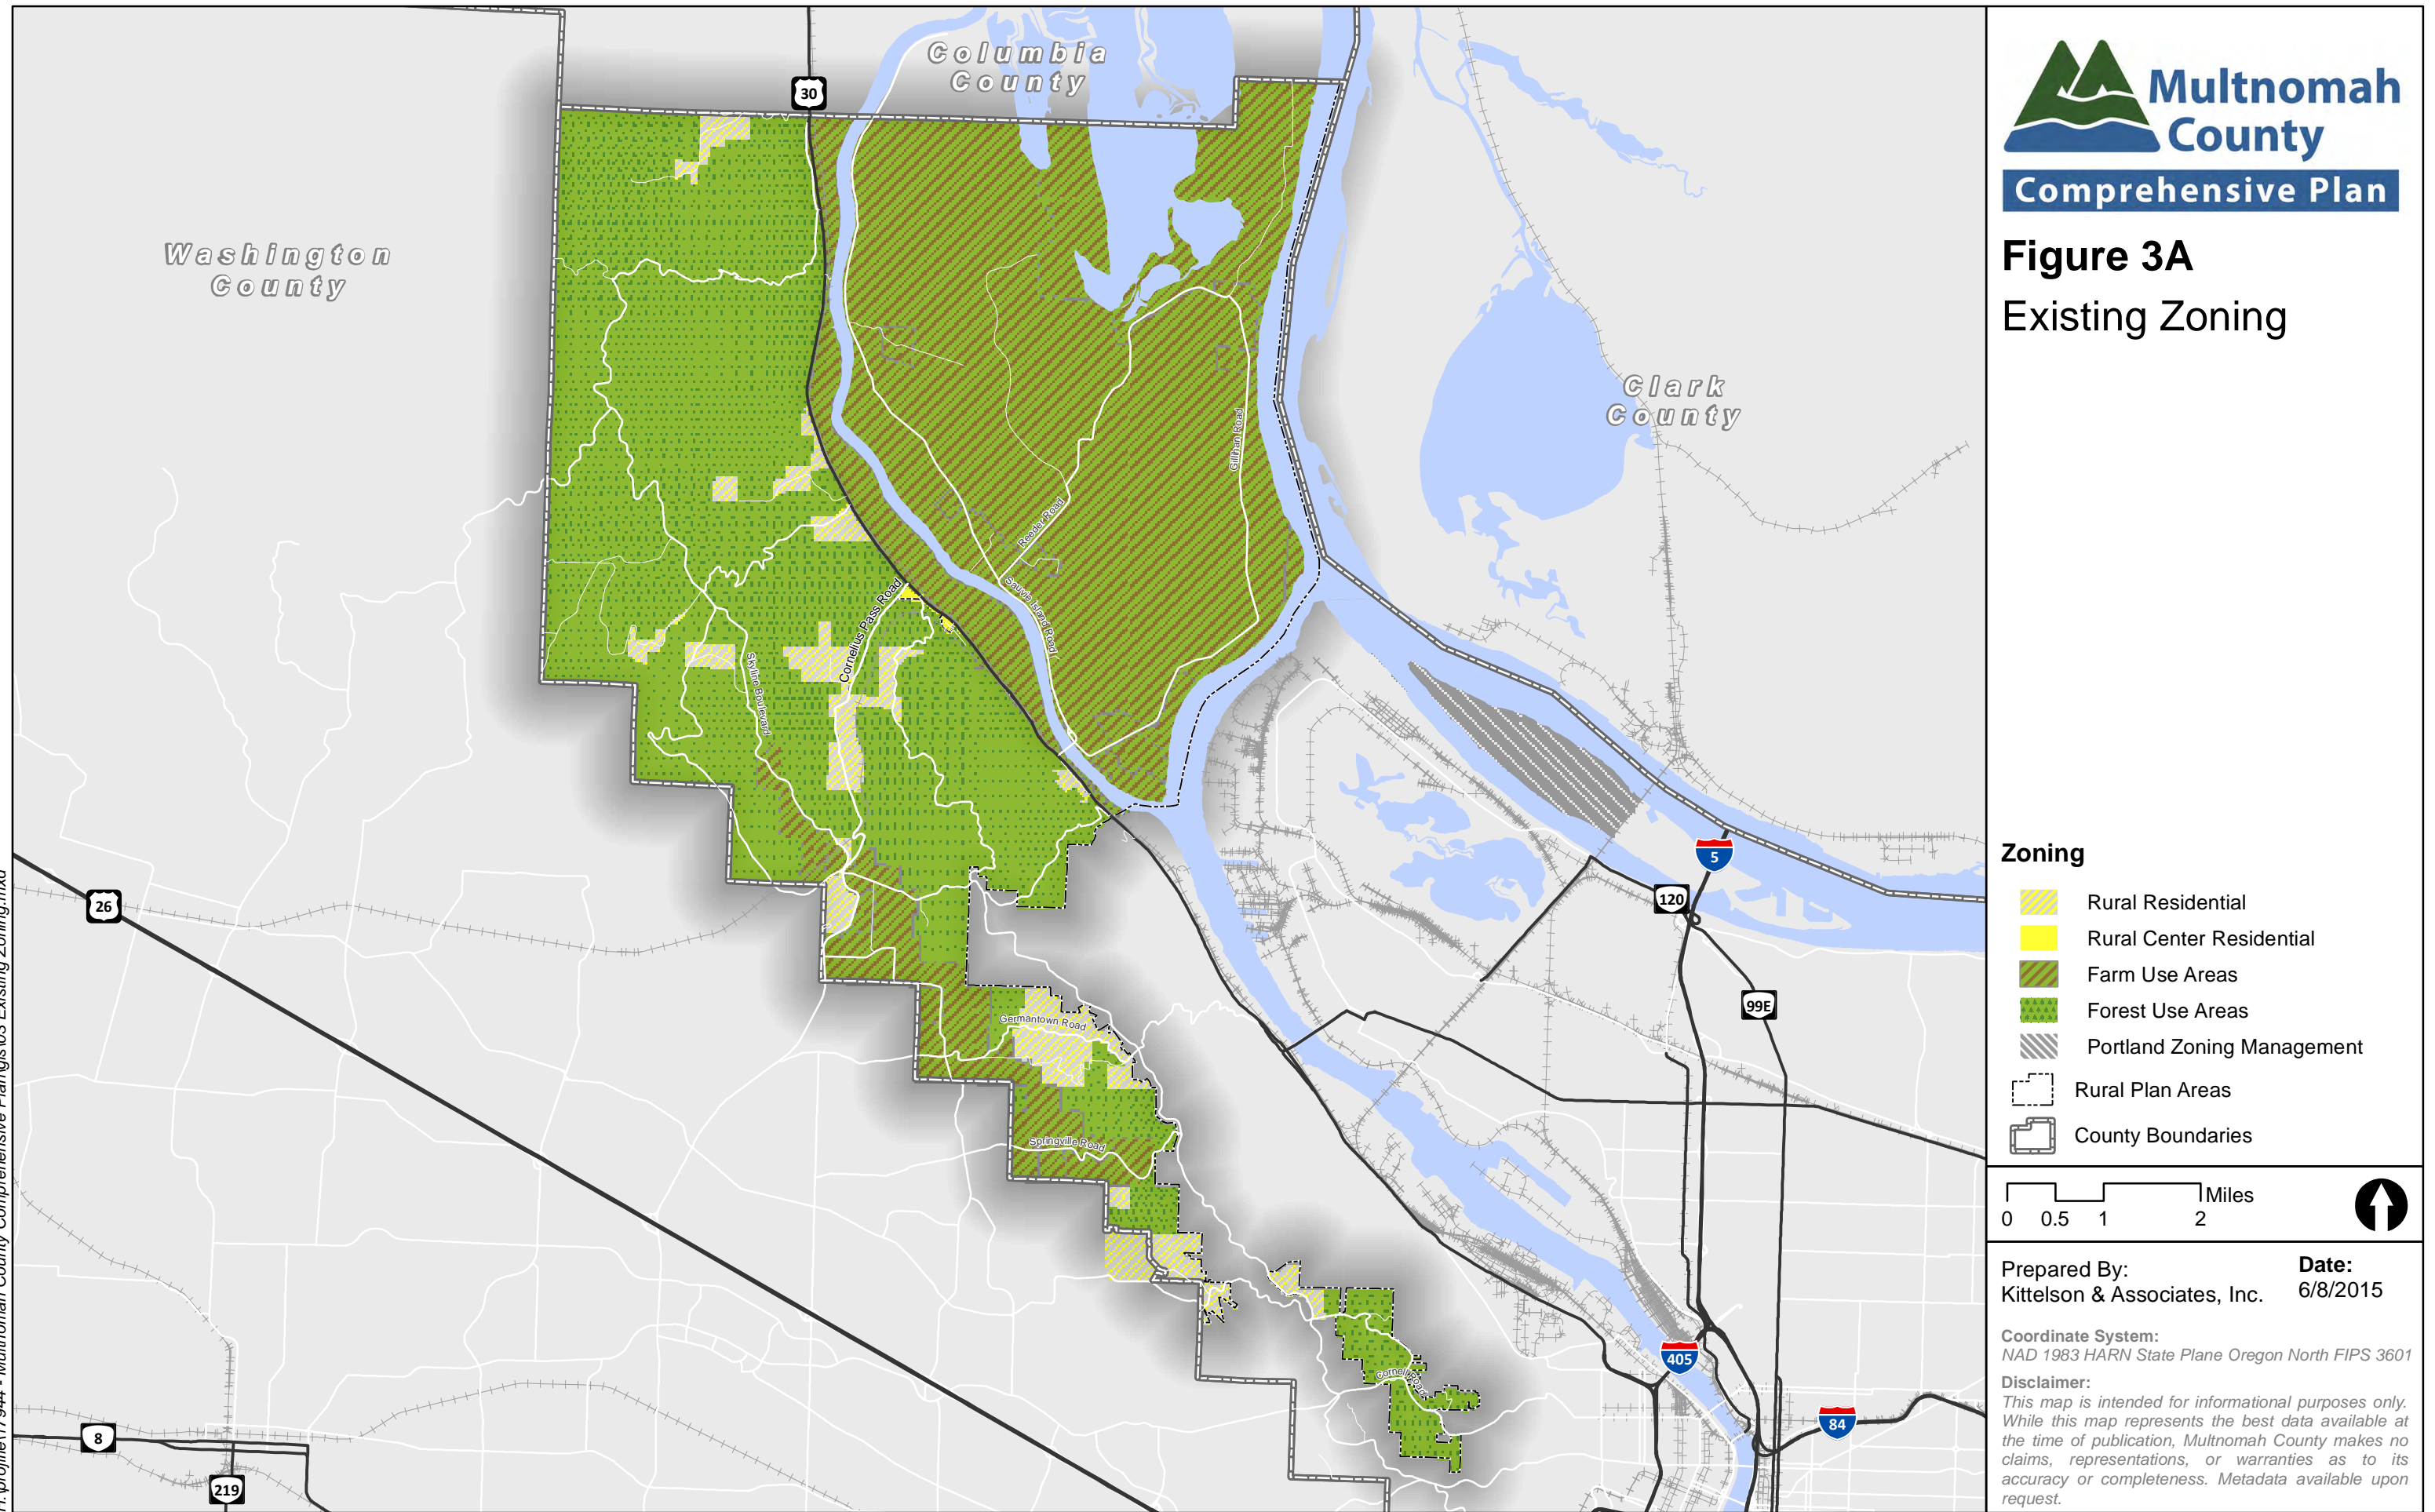 Columbia
County
30
Washington
County
Clark
County
Gillihan Road
Reeder Road
Sauvie Island Road
Cornelius Pass Road
Skyline Boulevard
Germantown Road
Springville Road
Cornell Road
26
8
219
5
120
99E
405
84
Multnomah
County
Comprehensive Plan
Figure 3A
Existing Zoning
Zoning
Rural Residential
Rural Center Residential
Farm Use Areas
Forest Use Areas
Portland Zoning Management
Rural Plan Areas
County Boundaries
Miles
0 0.5 1 2
Prepared By:
Kittelson & Associates, Inc.
Date:
6/8/2015
Coordinate System:
NAD 1983 HARN State Plane Oregon North FIPS 3601
Disclaimer:
This map is intended for informational purposes only.
While this map represents the best data available at
the time of publication, Multnomah County makes no
claims, representations, or warranties as to its
accuracy or completeness. Metadata available upon
request.